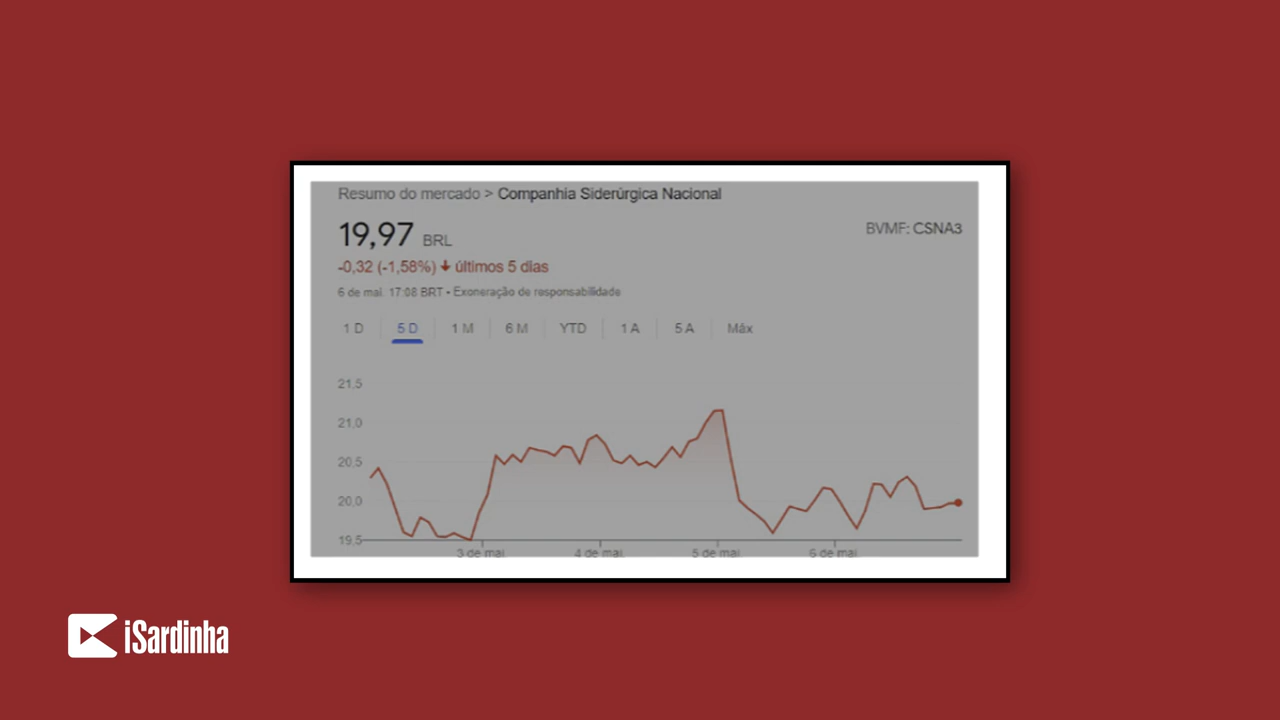 Resumo do mercado > Companhia Siderúrgica Nacional
19,97 BRL
BVMF: CSNA3
-0,32 (-1,58%) ↓ últimos 5 dias
6 de mai. 17:08 BRT • Exoneração de responsabilidade
1 D 5 D 1 M 6 M YTD 1 A 5 A Máx
21,5
21,0
20,5
20,0
19,5
3 de mai. 4 de mai. 5 de mai. 6 de mai.
iSardinha